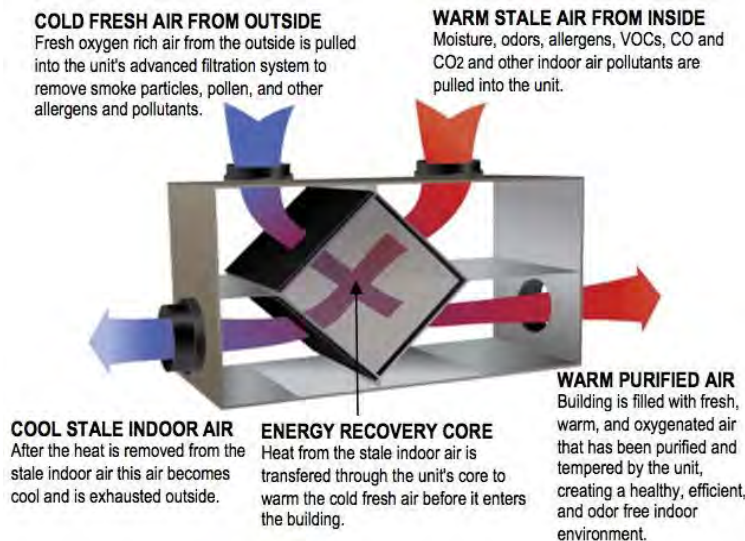 COLD FRESH AIR FROM OUTSIDE
Fresh oxygen rich air from the outside is pulled
into the unit's advanced filtration system to
remove smoke particles, pollen, and other
allergens and pollutants.
WARM STALE AIR FROM INSIDE
Moisture, odors, allergens, VOCs, CO and
CO2 and other indoor air pollutants are
pulled into the unit.
COOL STALE INDOOR AIR
After the heat is removed from the
stale indoor air this air becomes
cool and is exhausted outside.
ENERGY RECOVERY CORE
Heat from the stale indoor air is
transfered through the unit's core to
warm the cold fresh air before it enters
the building.
WARM PURIFIED AIR
Building is filled with fresh,
warm, and oxygenated air
that has been purified and
tempered by the unit,
creating a healthy, efficient,
and odor free indoor
environment.